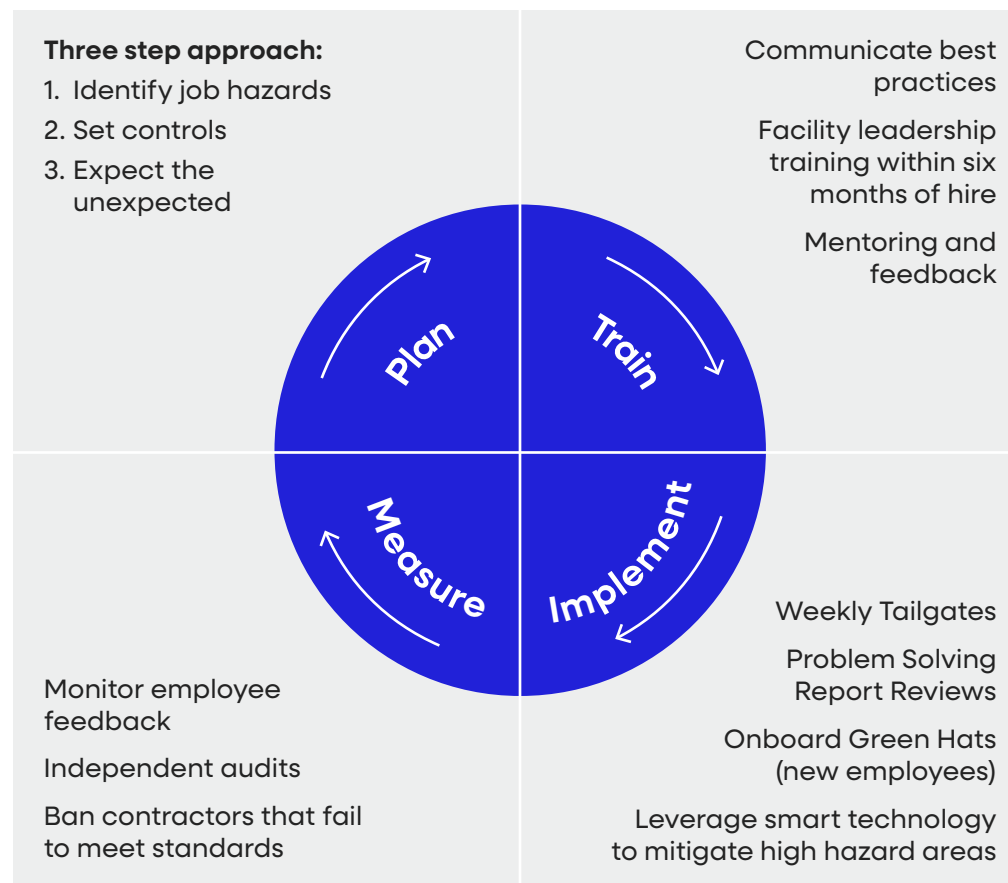 Three step approach:
1. Identify job hazards
2. Set controls
3. Expect the
unexpected
Communicate best
practices
Facility leadership
training within six
months of hire
Mentoring and
feedback
Plan
Train
Measure
Implement
Monitor employee
feedback
Independent audits
Ban contractors that fail
to meet standards
Weekly Tailgates
Problem Solving
Report Reviews
Onboard Green Hats
(new employees)
Leverage smart technology
to mitigate high hazard areas